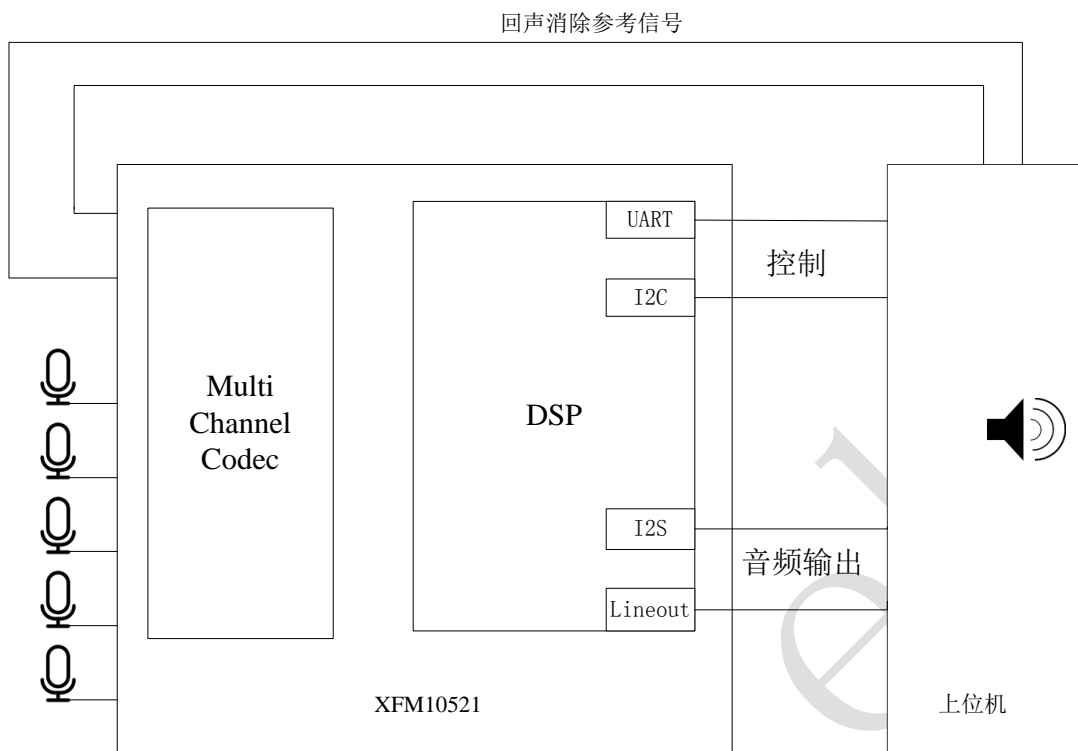 回声消除参考信号
UART
控制
I2C
Multi
Channel
Codec
DSP
I2S
音频输出
Lineout
XFM10521
上位机